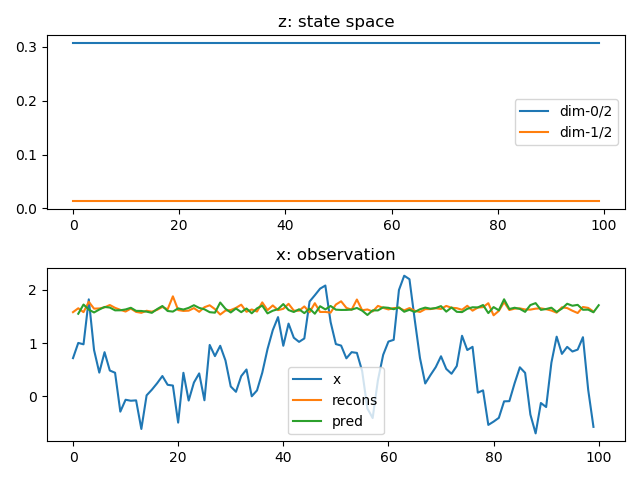 z: state space
0.3
0.2
0.1
0.0
dim-0/2
dim-1/2
0 20 40 60 80 100
x: observation
2
1
0
x
recons
pred
0 20 40 60 80 100